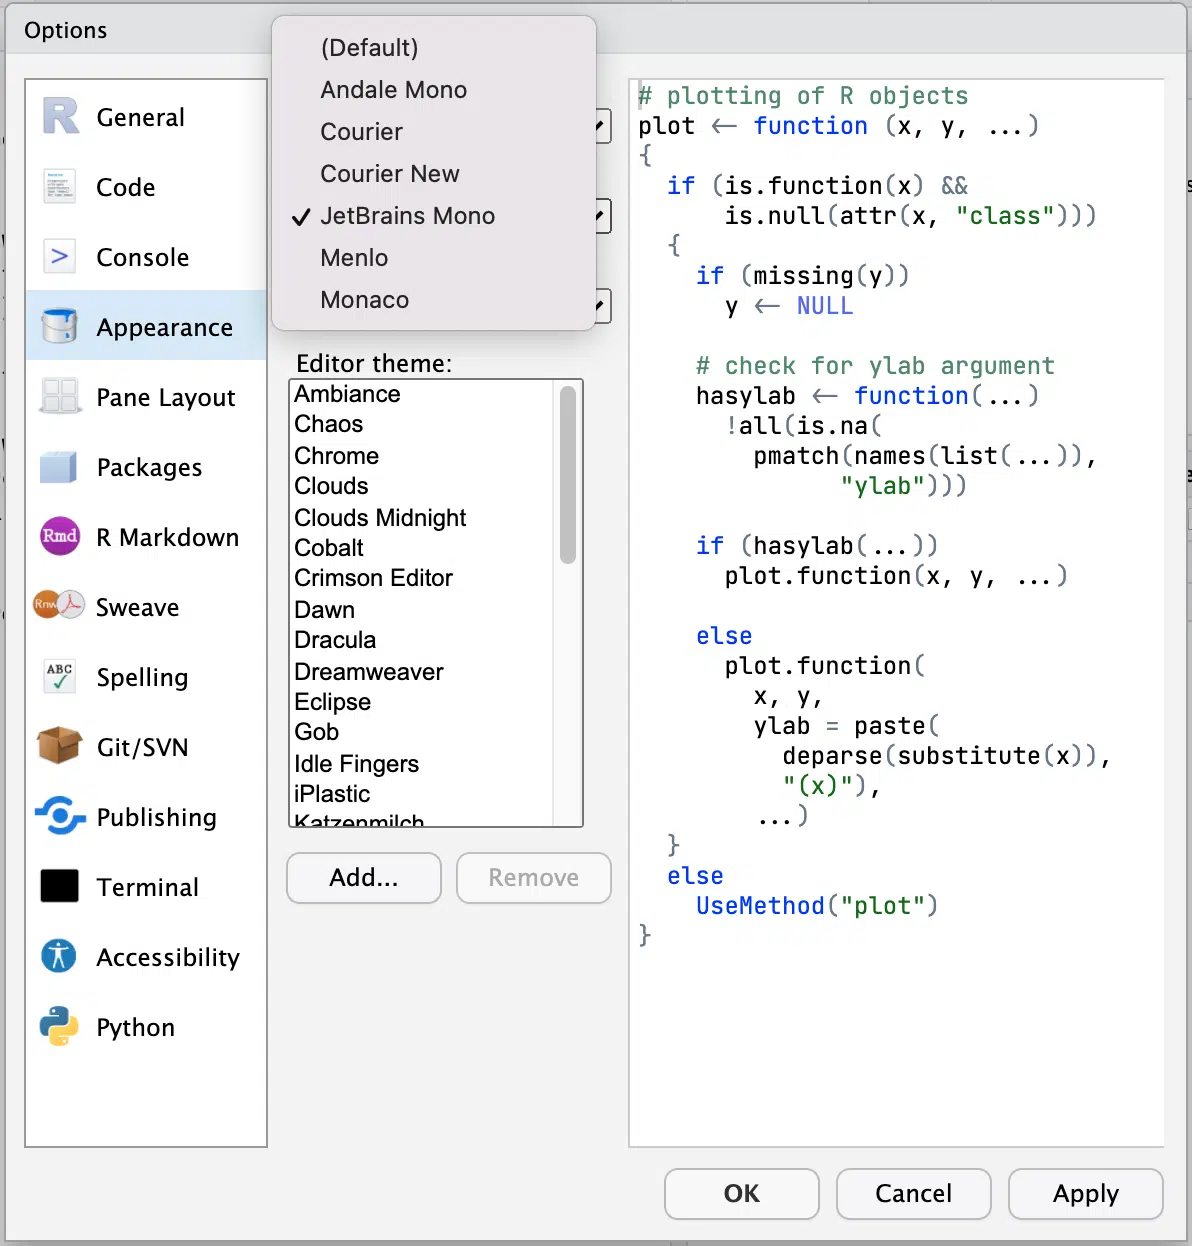 Options
General
Code
Console
Appearance
Pane Layout
Packages
Rmd
R Markdown
Rnw
Sweave
ABC
Spelling
Git/SVN
Publishing
Terminal
Accessibility
Python
(Default)
Andale Mono
Courier
Courier New
✓ JetBrains Mono
Menlo
Monaco
Editor theme:
Ambiance
Chaos
Chrome
Clouds
Clouds Midnight
Cobalt
Crimson Editor
Dawn
Dracula
Dreamweaver
Eclipse
Gob
Idle Fingers
iPlastic
Katzenmilch
Add...
Remove
# plotting of R objects
plot <- function (x, y, ...)
{
  if (is.function(x) &&
      is.null(attr(x, "class")))
  {
    if (missing(y))
      y <- NULL
    # check for ylab argument
    hasylab <- function(...)
      !all(is.na(
        pmatch(names(list(...)),
              "ylab")))
    if (hasylab(...))
      plot.function(x, y, ...)
    else
      plot.function(
        x, y,
        ylab = paste(
          deparse(substitute(x)),
          "(x)"),
        ...)
  }
  else
    UseMethod("plot")
}
OK
Cancel
Apply